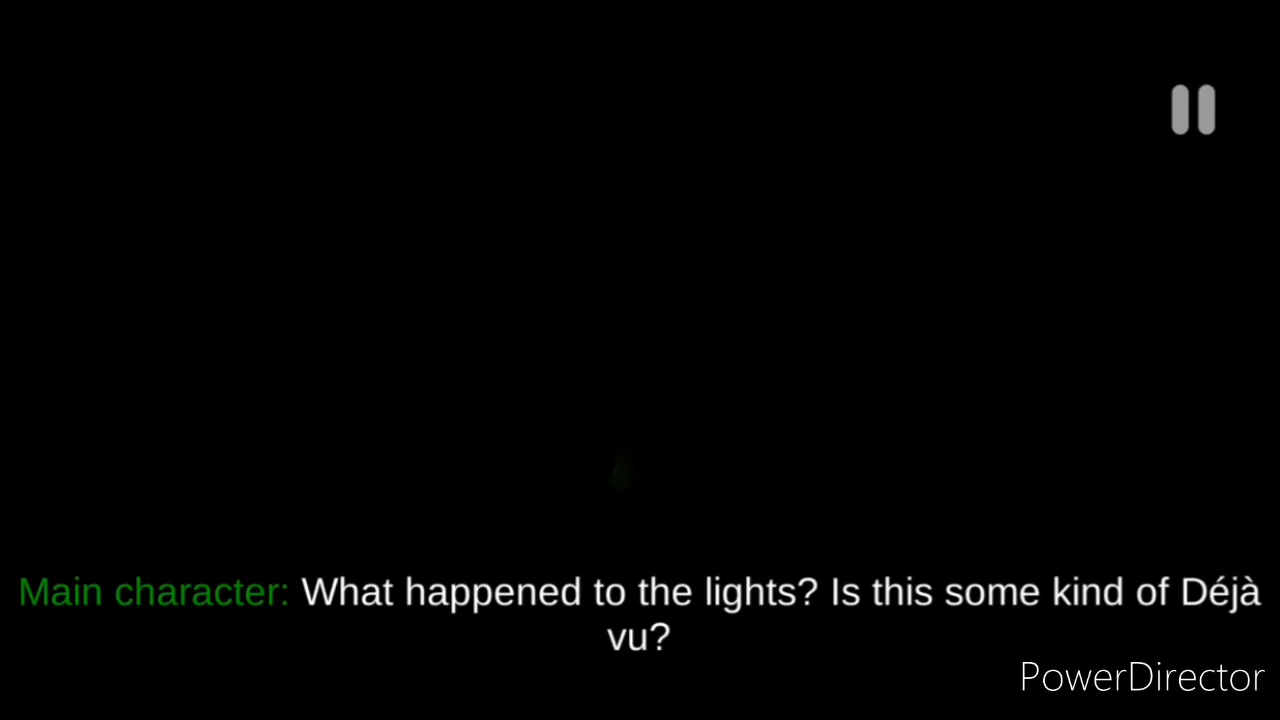 Main character: What happened to the lights? Is this some kind of Déjà
vu?
PowerDirector